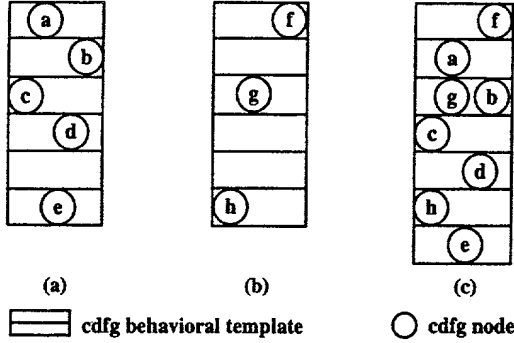 a f f
b a
c g g b
d c
d
h h
e e
(a) (b) (c)
cdfg behavioral template cdfg node